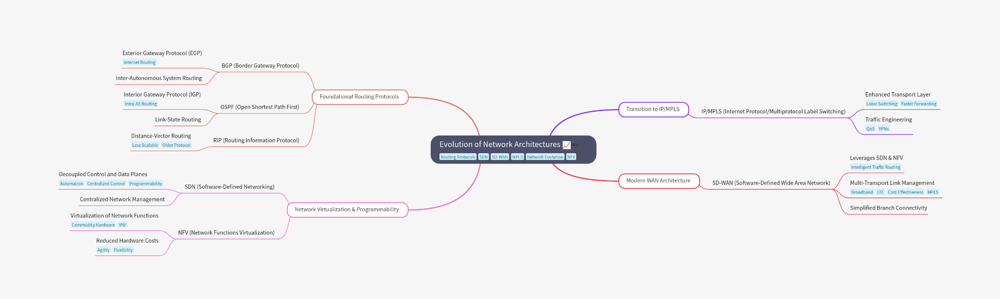 Evolution of Network Architectures 📈➡
Routing Protocols SDN SD-WAN MPLS Network Evolution NFV
Foundational Routing Protocols
BGP (Border Gateway Protocol)
Exterior Gateway Protocol (EGP)
Internet Routing
Inter-Autonomous System Routing
OSPF (Open Shortest Path First)
Interior Gateway Protocol (IGP)
Intra-AS Routing
Link-State Routing
RIP (Routing Information Protocol)
Distance-Vector Routing
Less Scalable Older Protocol
Network Virtualization & Programmability
SDN (Software-Defined Networking)
Decoupled Control and Data Planes
Automation Centralized Control Programmability
Centralized Network Management
NFV (Network Functions Virtualization)
Virtualization of Network Functions
Commodity Hardware VNF
Reduced Hardware Costs
Agility Flexibility
Transition to IP/MPLS
IP/MPLS (Internet Protocol/Multiprotocol Label Switching)
Enhanced Transport Layer
Label Switching Faster Forwarding
Traffic Engineering
QoS VPNs
Modern WAN Architecture
SD-WAN (Software-Defined Wide Area Network)
Leverages SDN & NFV
Intelligent Traffic Routing
Multi-Transport Link Management
Broadband LTE Cost-Effectiveness MPLS
Simplified Branch Connectivity